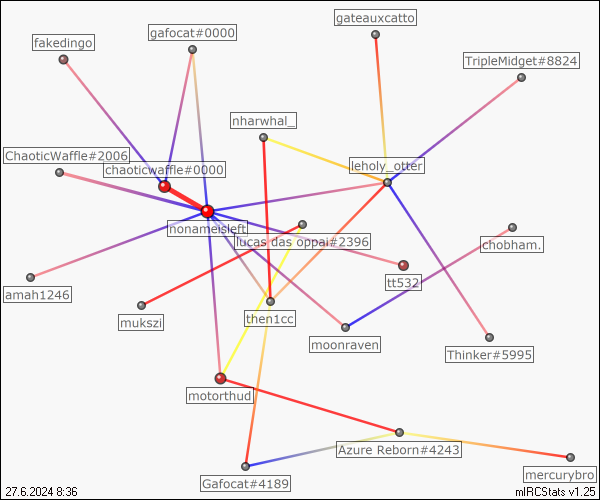 gateauxcatto
gafocat#0000
fakedingo
TripleMidget#8824
nharwhal_
ChaoticWaffle#2006
chaoticwaffle#0000
leholy_otter
nonameisleft
lucas das oppai#2396
chobham.
amah1246
tt532
mukszi
then1cc
moonraven
Thinker#5995
motorthud
Azure Reborn#4243
mercurybro
Gafocat#4189
27.6.2024 8:36
mIRCStats v1.25